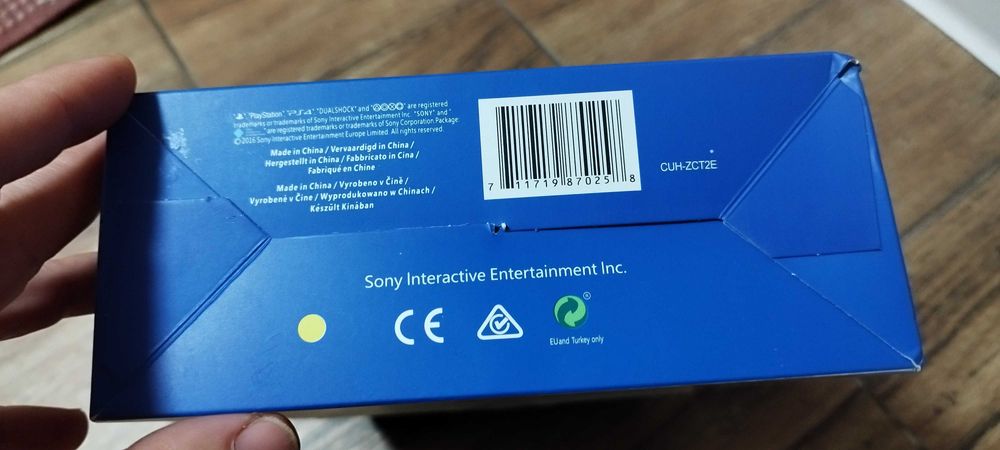 "PlayStation", "PS4", "DUALSHOCK" and "△○×□" are registered
trademarks or trademarks of Sony Interactive Entertainment Inc. "SONY" and "
" are registered trademarks or trademarks of Sony Corporation. Package:
©2016 Sony Interactive Entertainment Europe Limited. All rights reserved.
Made in China / Vervaardigd in China /
Hergestellt in China / Fabbricato in Cina /
Fabriqué en Chine
Made in China / Vyrobeno v Číně /
Vyrobené v Číne / Wyprodukowano w Chinach /
Készült Kínában
7 11719 87025 8
CUH-ZCT2E
Sony Interactive Entertainment Inc.
CE
EU and Turkey only